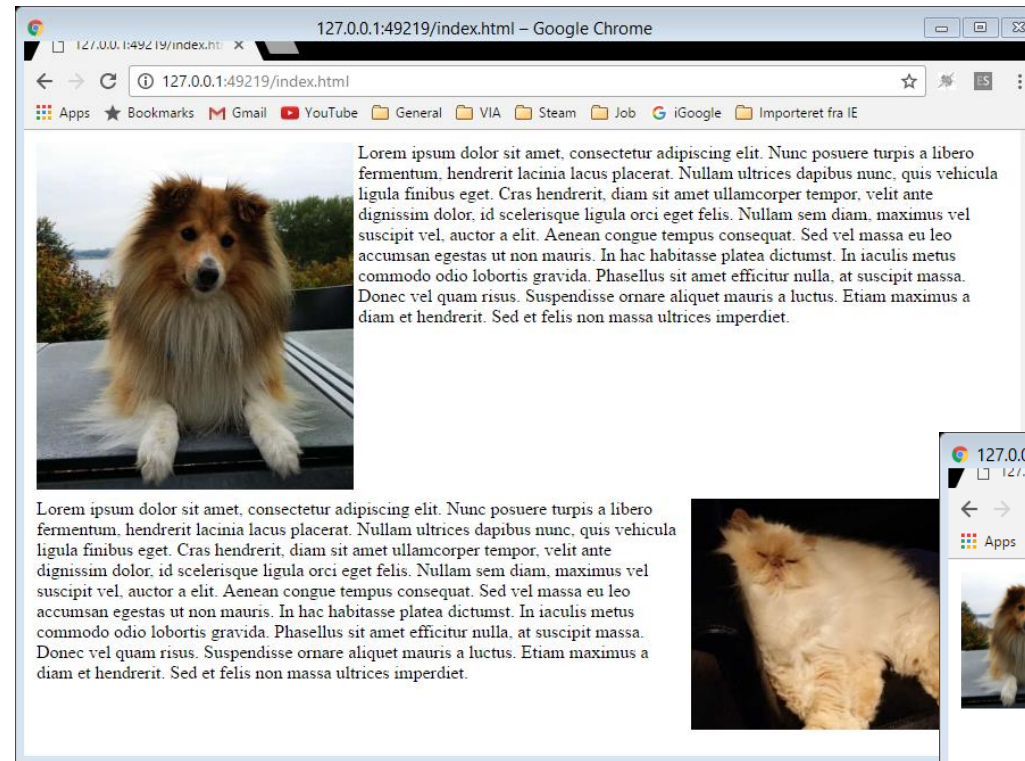 127.0.0.1:49219/index.html – Google Chrome
127.0.0.1:49219/index.ht
127.0.0.1:49219/index.html
ES
Apps Bookmarks Gmail YouTube General VIA Steam Job iGoogle Importeret fra IE
Lorem ipsum dolor sit amet, consectetur adipiscing elit. Nunc posuere turpis a libero
fermentum, hendrerit lacinia lacus placerat. Nullam ultrices dapibus nunc, quis vehicula
ligula finibus eget. Cras hendrerit, diam sit amet ullamcorper tempor, velit ante
dignissim dolor, id scelerisque ligula orci eget felis. Nullam sem diam, maximus vel
suscipit vel, auctor a elit. Aenean congue tempus consequat. Sed vel massa eu leo
accumsan egestas ut non mauris. In hac habitasse platea dictumst. In iaculis metus
commodo odio lobortis gravida. Phasellus sit amet efficitur nulla, at suscipit massa.
Donec vel quam risus. Suspendisse ornare aliquet mauris a luctus. Etiam maximus a
diam et hendrerit. Sed et felis non massa ultrices imperdiet.
Lorem ipsum dolor sit amet, consectetur adipiscing elit. Nunc posuere turpis a libero
fermentum, hendrerit lacinia lacus placerat. Nullam ultrices dapibus nunc, quis vehicula
ligula finibus eget. Cras hendrerit, diam sit amet ullamcorper tempor, velit ante
dignissim dolor, id scelerisque ligula orci eget felis. Nullam sem diam, maximus vel
suscipit vel, auctor a elit. Aenean congue tempus consequat. Sed vel massa eu leo
accumsan egestas ut non mauris. In hac habitasse platea dictumst. In iaculis metus
commodo odio lobortis gravida. Phasellus sit amet efficitur nulla, at suscipit massa.
Donec vel quam risus. Suspendisse ornare aliquet mauris a luctus. Etiam maximus a
diam et hendrerit. Sed et felis non massa ultrices imperdiet.
127.0.0
127.
Apps